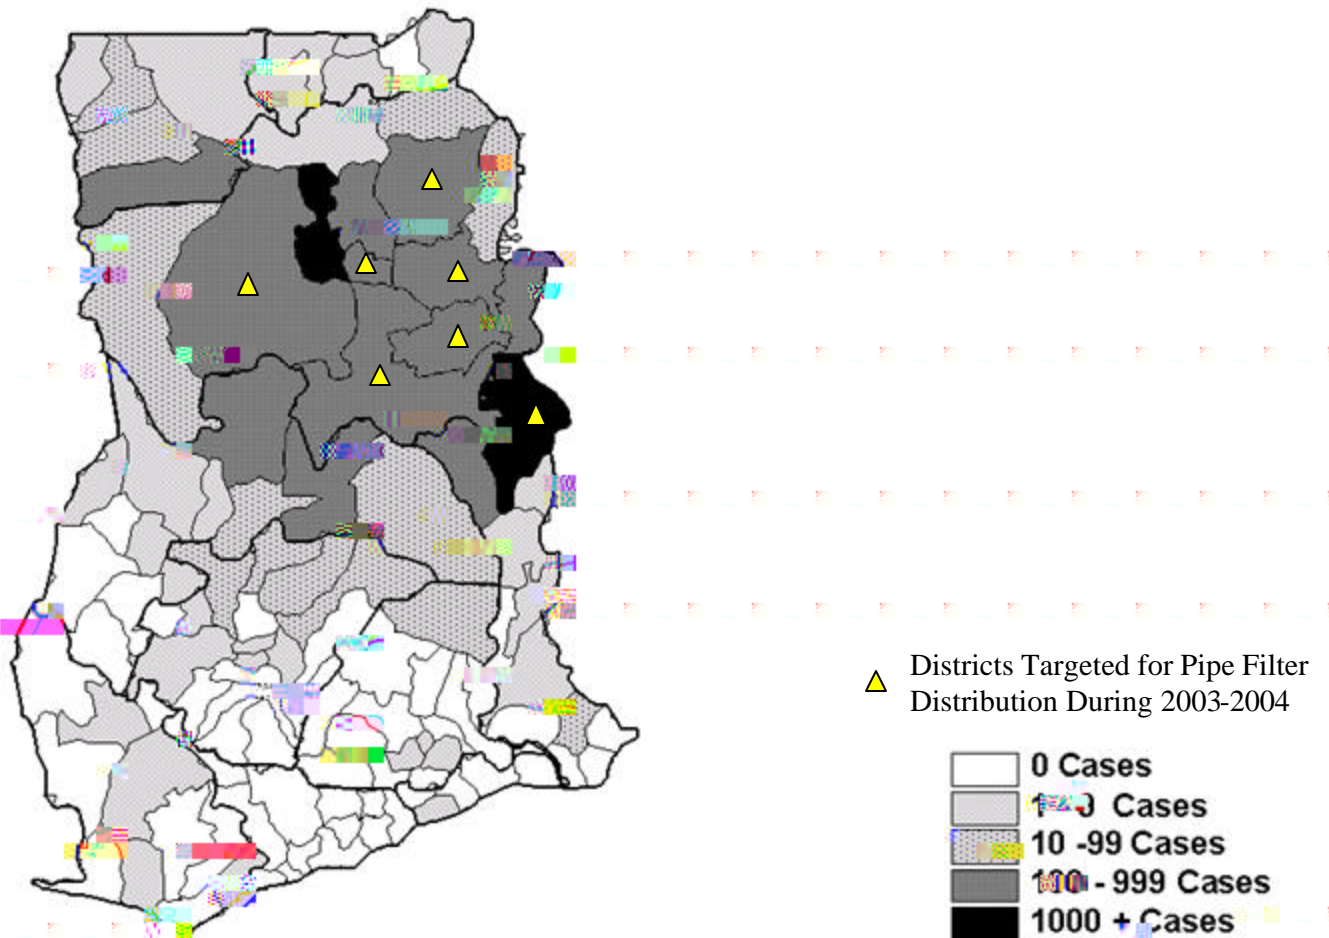 Districts Targeted for Pipe Filter
Distribution During 2003-2004
0 Cases
Cases
10 -99 Cases
- 999 Cases
1000 + Cases